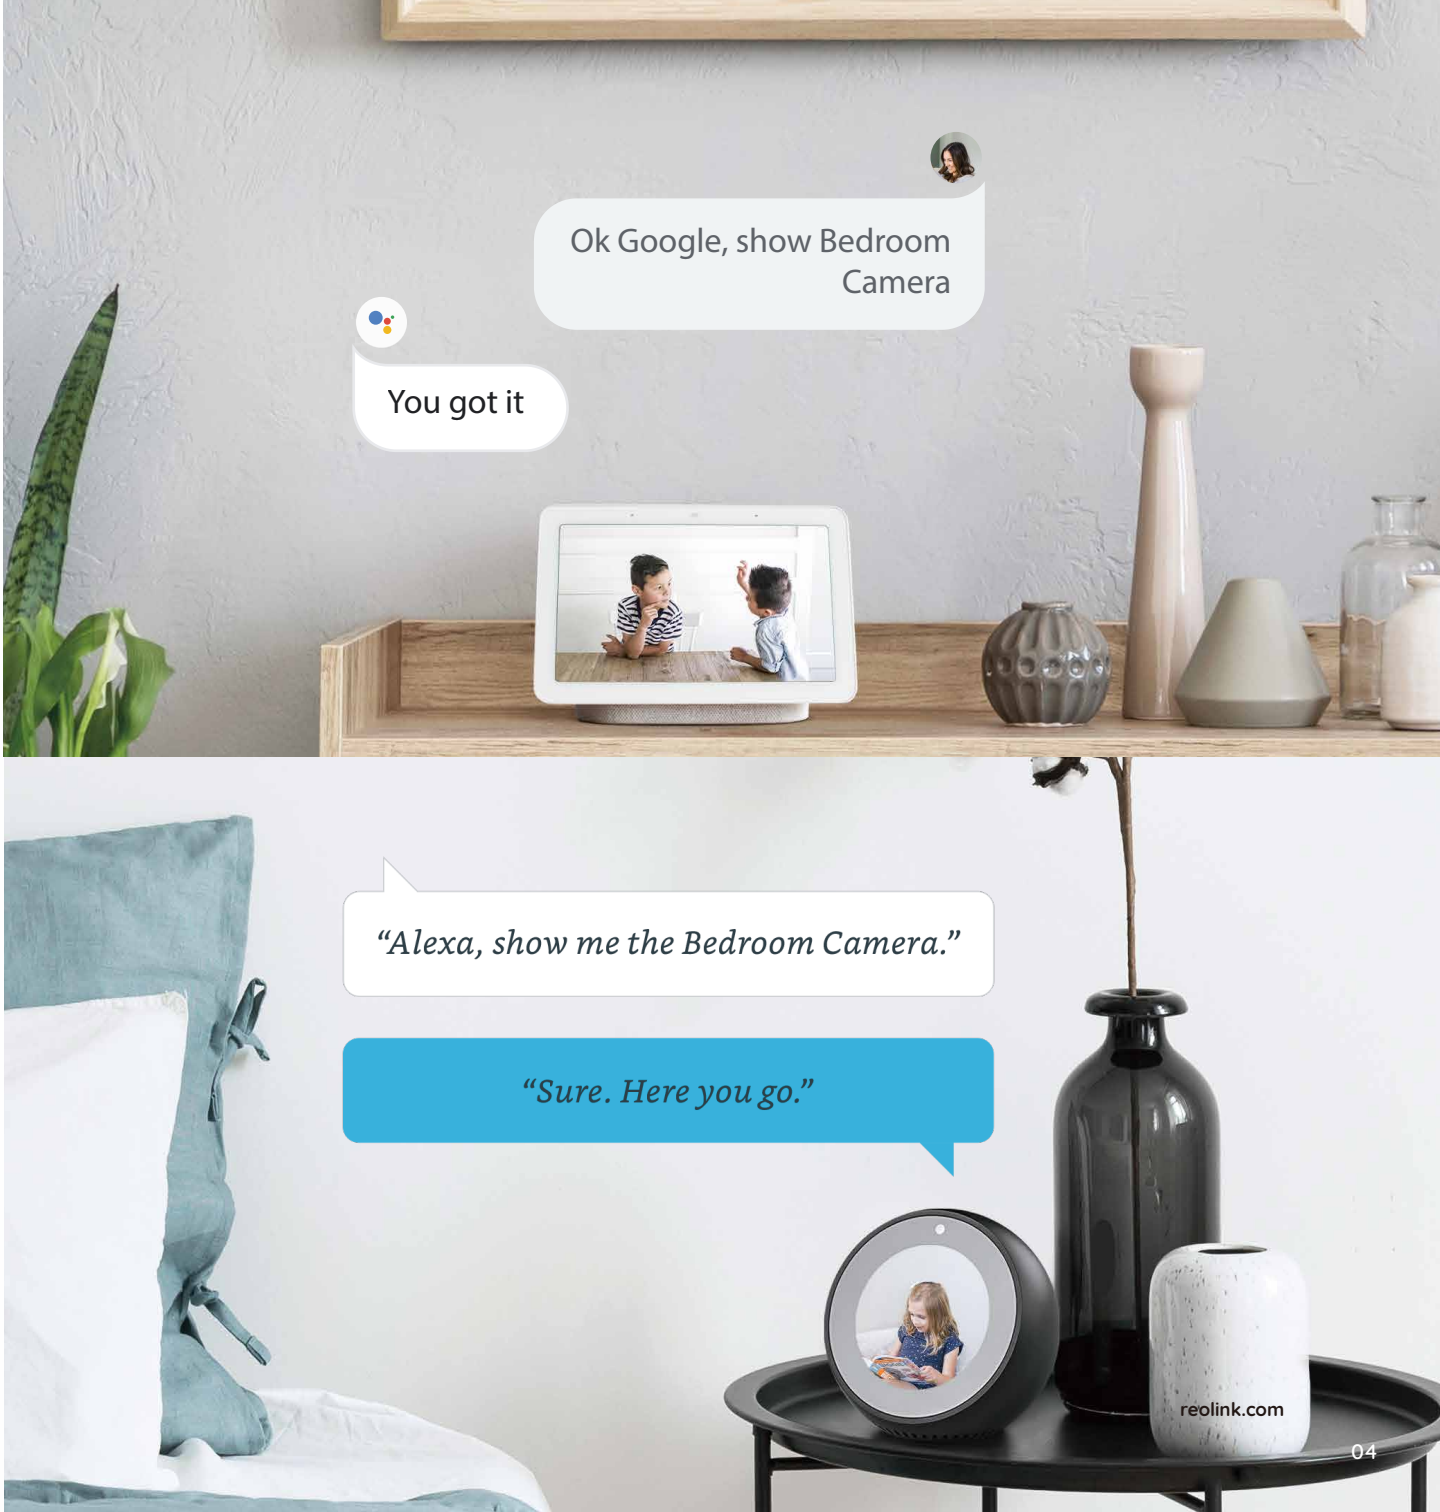 Ok Google, show Bedroom
Camera
You got it
“Alexa, show me the Bedroom Camera.”
“Sure. Here you go.”
reolink.com
04